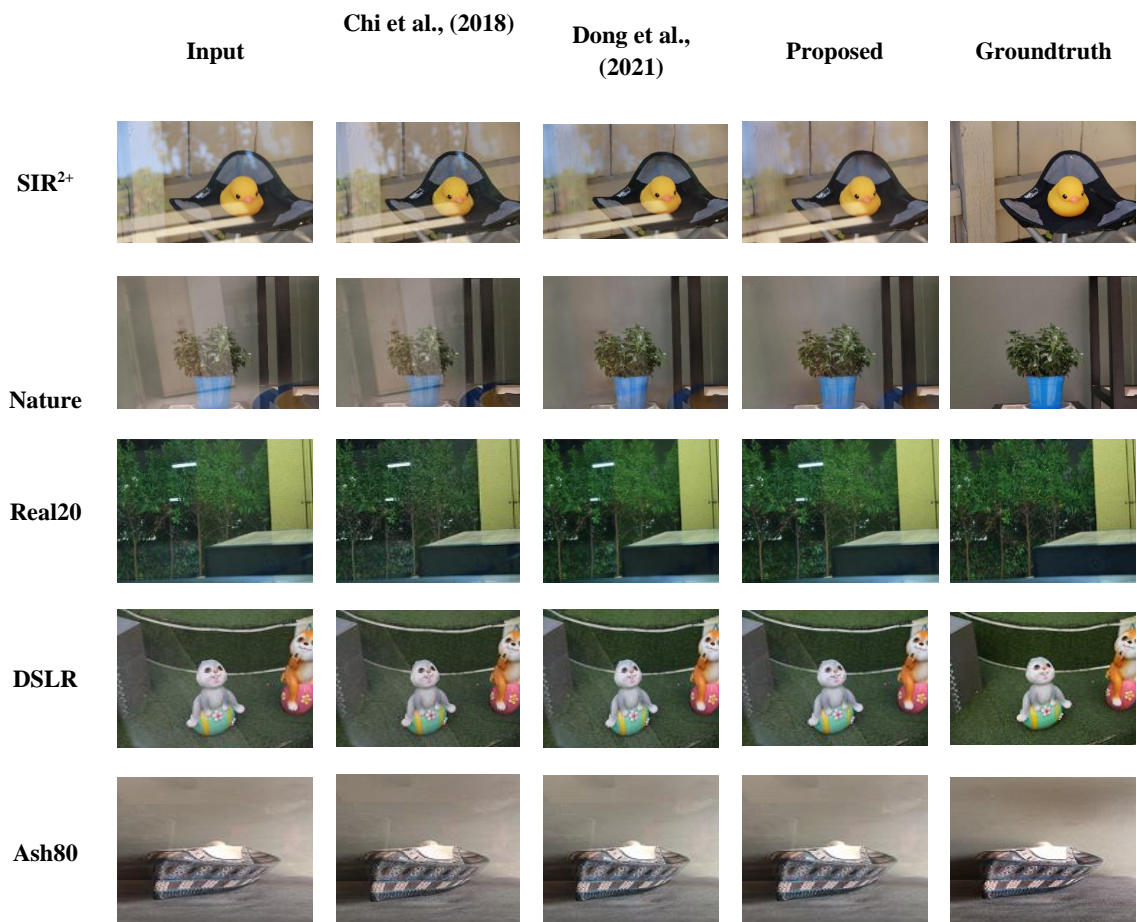 Input
Chi et al., (2018)
Dong et al.,
(2021)
Proposed
Groundtruth
SIR2+
Nature
Real20
DSLR
Ash80